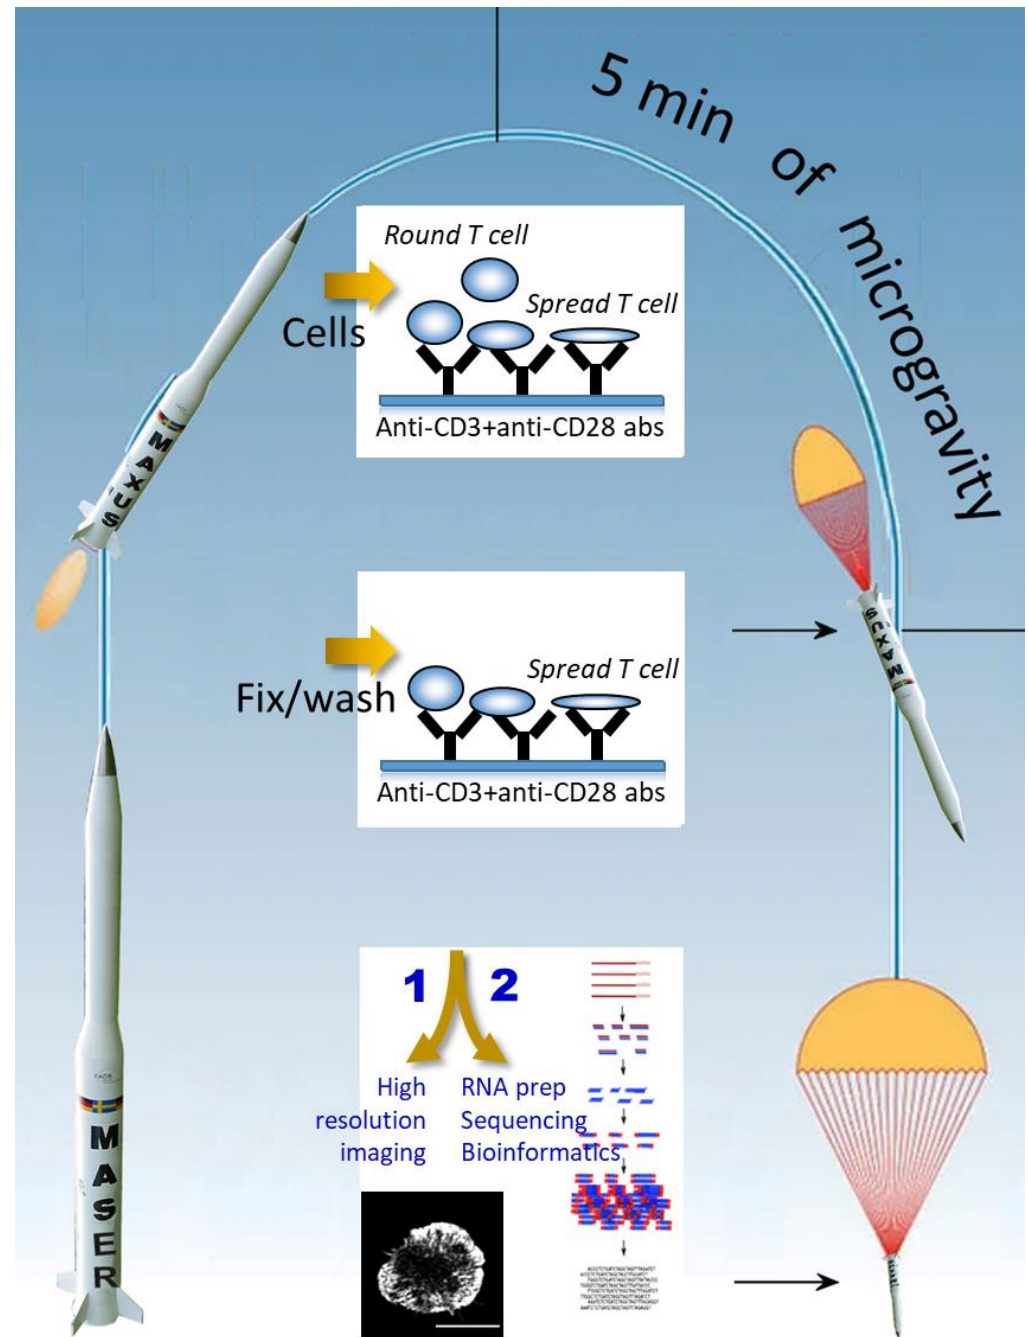 5 min of microgravity
Round T cell
Spread T cell
Cells
Anti-CD3+anti-CD28 abs
MAXUS
MAXUS
Spread T cell
Fix/wash
Anti-CD3+anti-CD28 abs
1
2
High
resolution
imaging
RNA prep
Sequencing
Bioinformatics
MASER